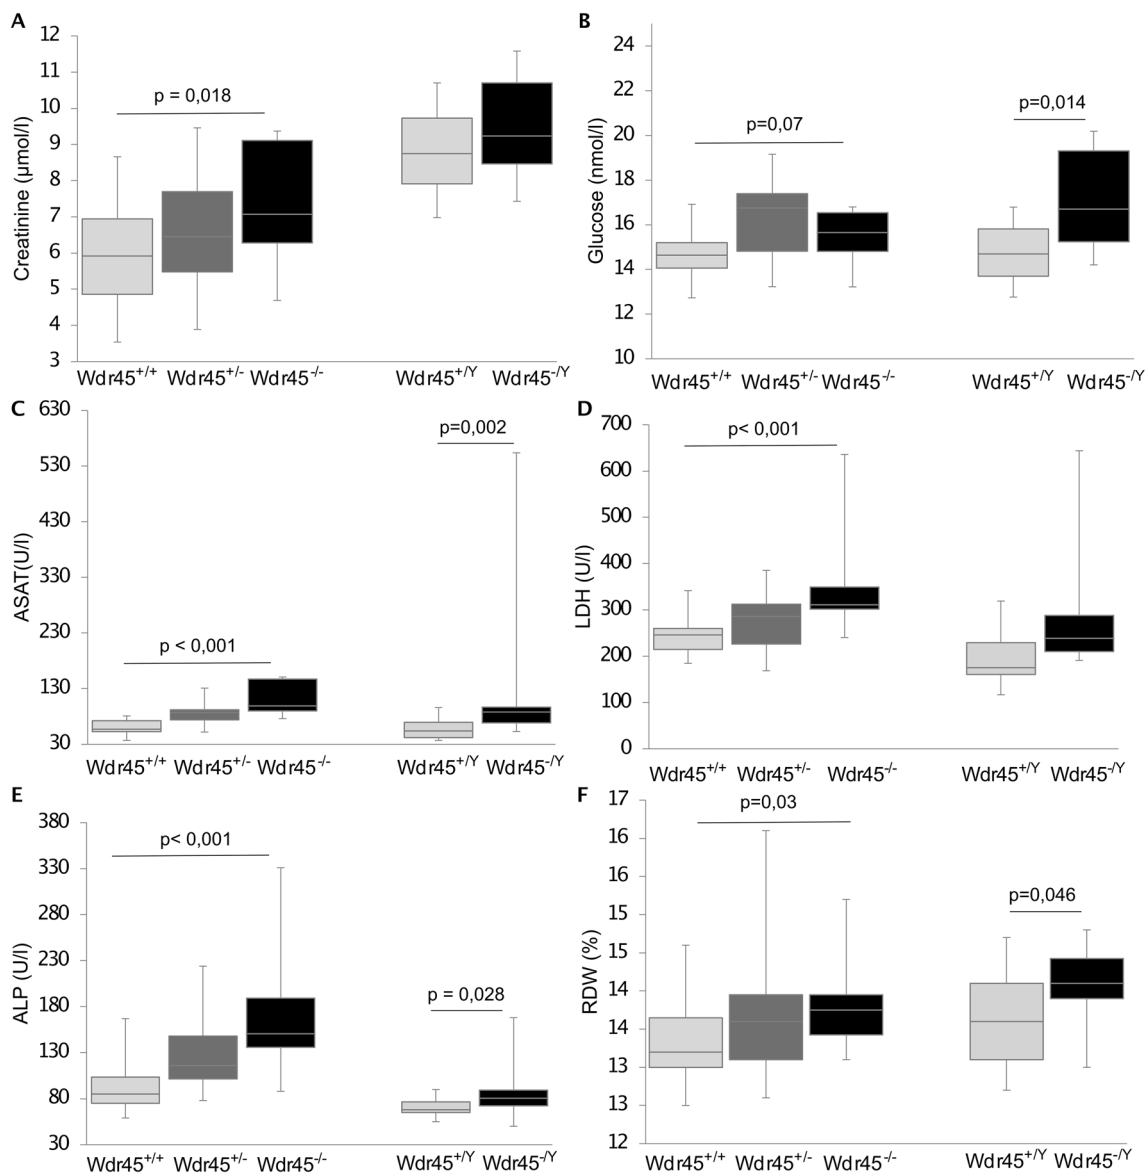 A
Creatinine (µmol/l)
12
11
10
9
8
7
6
5
4
3
p = 0,018
Wdr45+/+ Wdr45+/- Wdr45-/- Wdr45+/Y Wdr45-/Y
B
Glucose (nmol/l)
24
22
20
18
16
14
12
10
p=0,07
p=0,014
Wdr45+/+ Wdr45+/- Wdr45-/- Wdr45+/Y Wdr45-/Y
C
ASAT(U/l)
630
530
430
330
230
130
30
p < 0,001
p=0,002
Wdr45+/+ Wdr45+/- Wdr45-/- Wdr45+/Y Wdr45-/Y
D
LDH (U/l)
700
600
500
400
300
200
100
0
p< 0,001
Wdr45+/+ Wdr45+/- Wdr45-/- Wdr45+/Y Wdr45-/Y
E
ALP (U/l)
380
330
280
230
180
130
80
30
p< 0,001
p = 0,028
Wdr45+/+ Wdr45+/- Wdr45-/- Wdr45+/Y Wdr45-/Y
F
RDW (%)
17
16
16
15
15
14
14
13
13
12
p=0,03
p=0,046
Wdr45+/+ Wdr45+/- Wdr45-/- Wdr45+/Y Wdr45-/Y